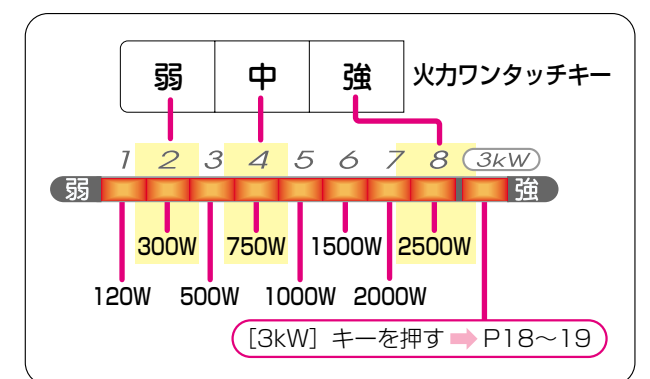 弱 中 強 火力ワンタッチキー
1 2 3 4 5 6 7 8 3kW
弱 強
300W 750W 1500W 2500W
120W 500W 1000W 2000W
[3kW] キーを押す ➡ P18～19